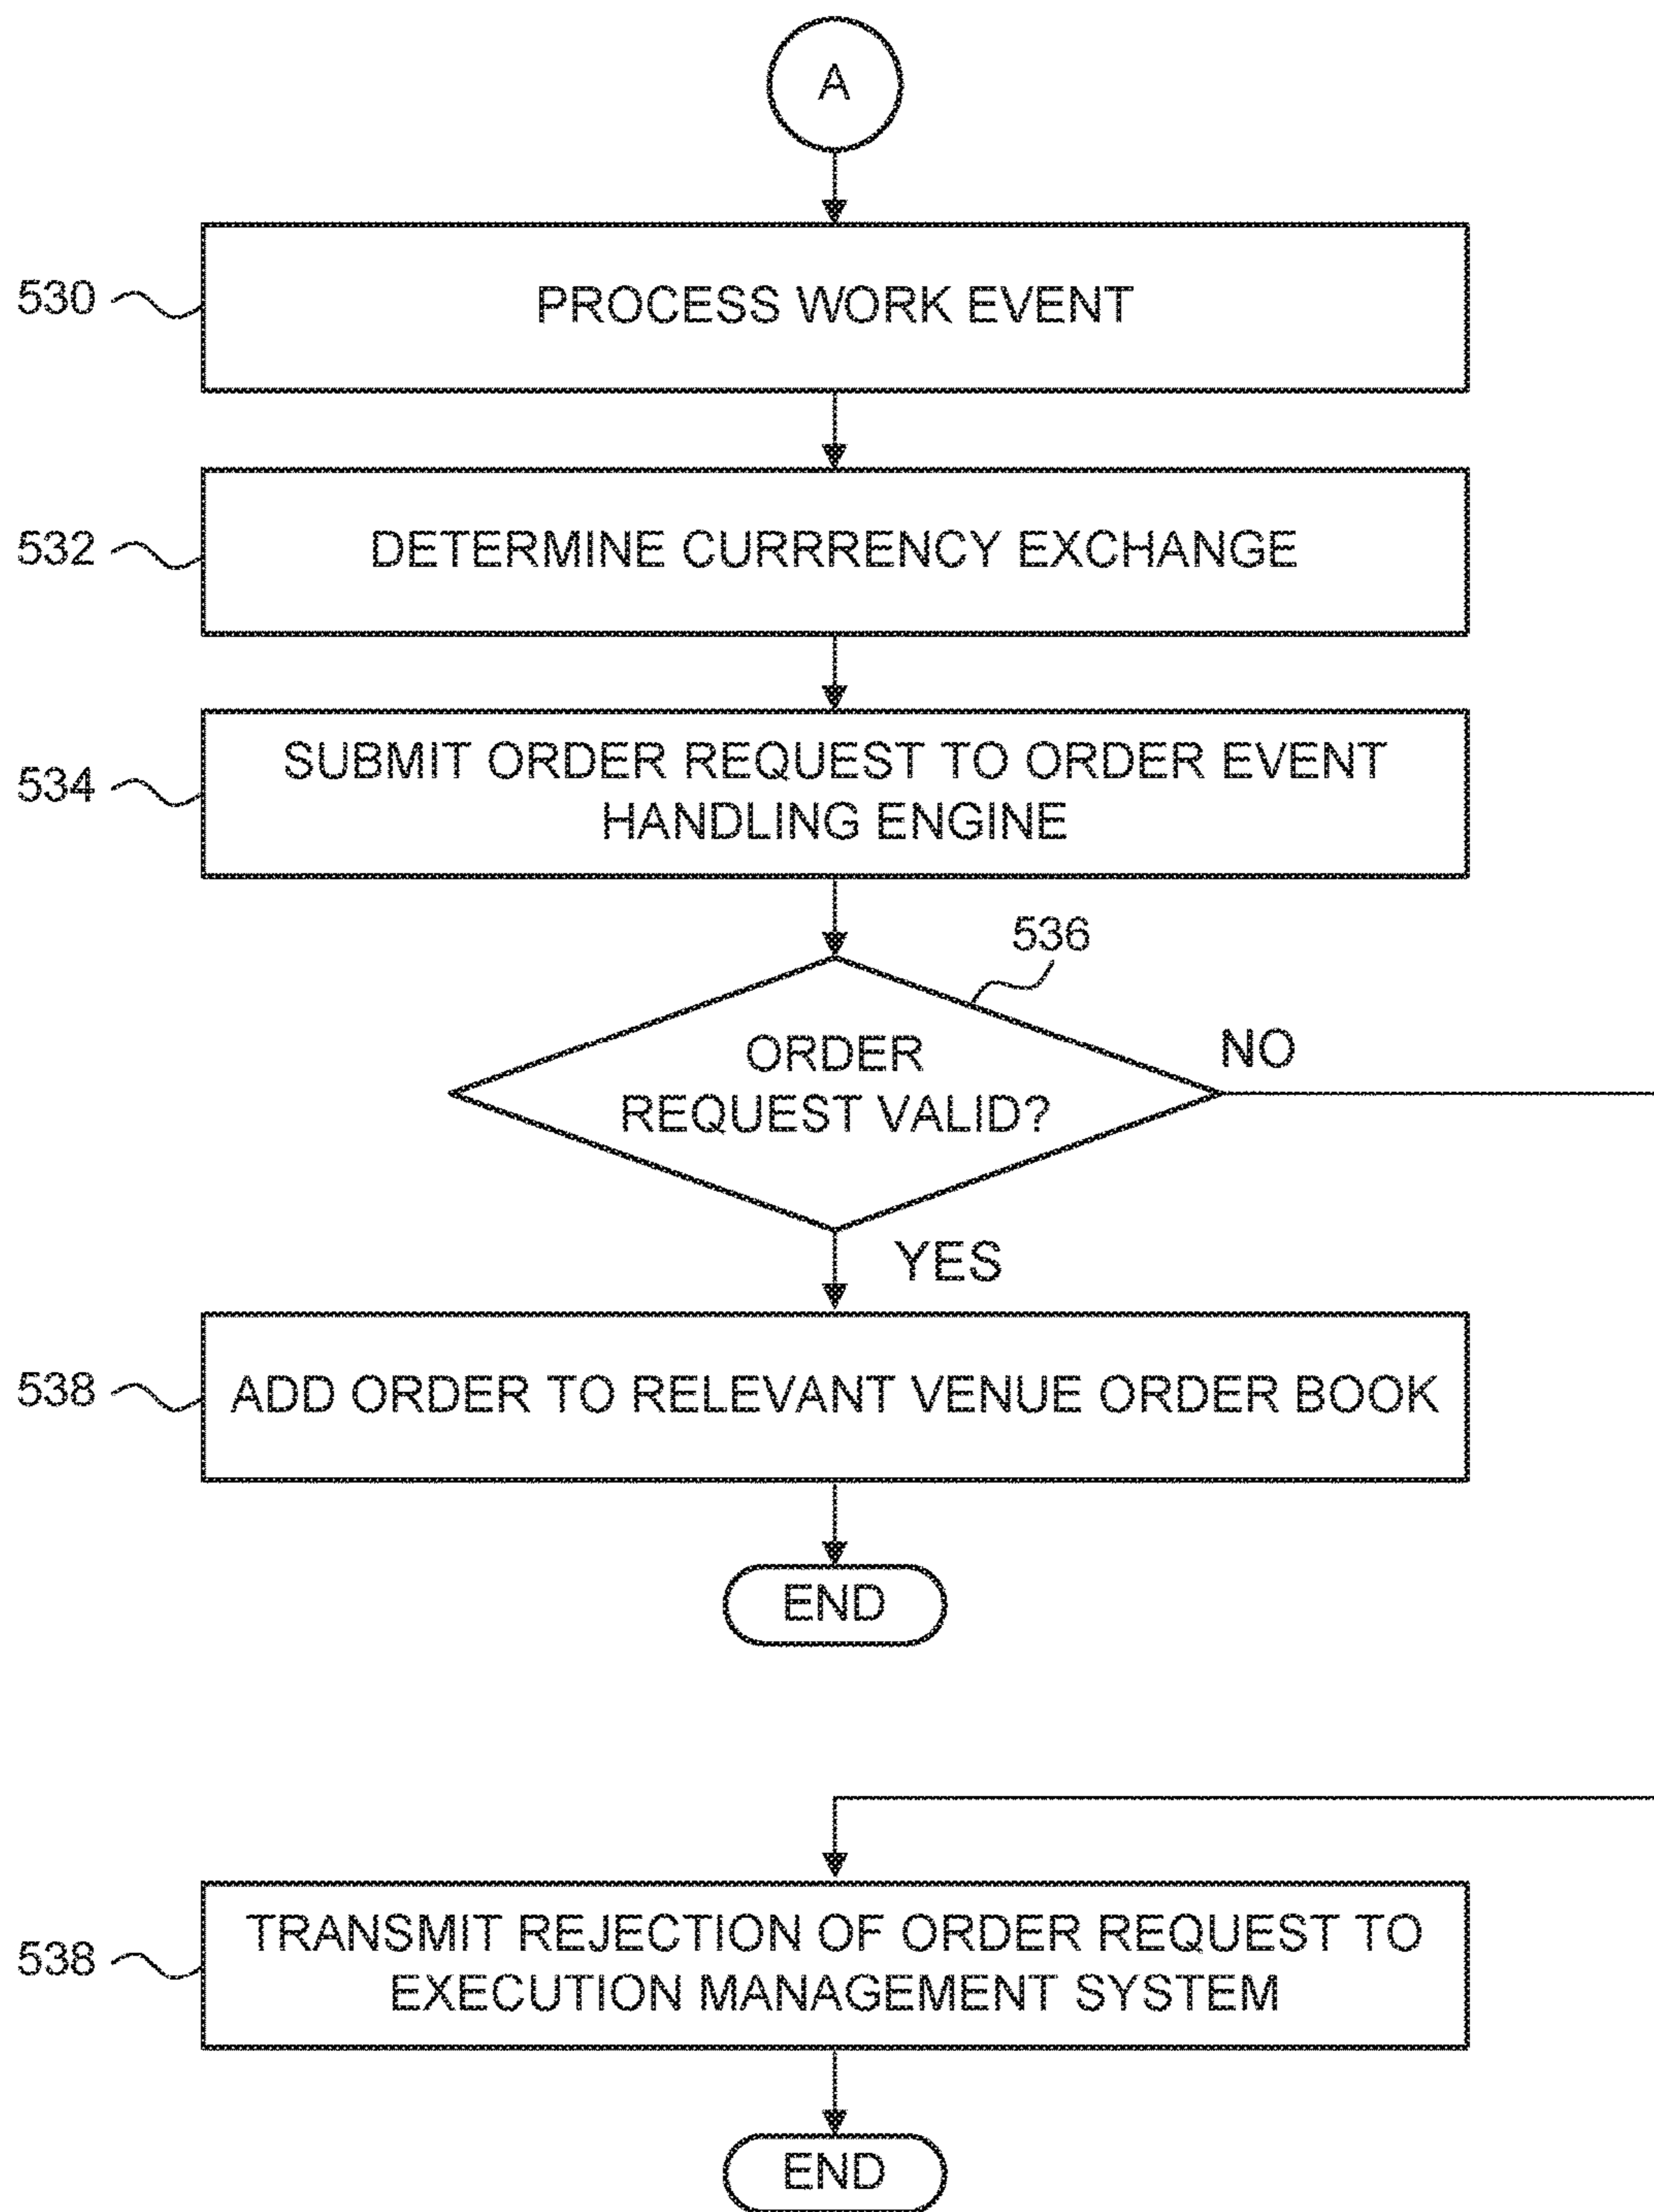 A
530
PROCESS WORK EVENT
532
DETERMINE CURRRENCY EXCHANGE
534
SUBMIT ORDER REQUEST TO ORDER EVENT
HANDLING ENGINE
536
ORDER
REQUEST VALID?
NO
YES
538
ADD ORDER TO RELEVANT VENUE ORDER BOOK
END
538
TRANSMIT REJECTION OF ORDER REQUEST TO
EXECUTION MANAGEMENT SYSTEM
END